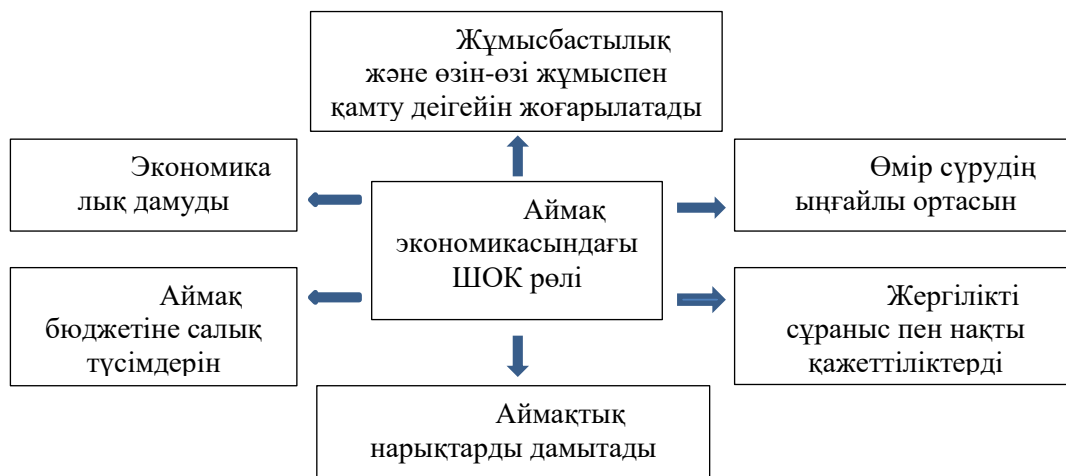 Жұмысбастылық
және өзін-өзі жұмыспен
қамту деігейін жоғарылатады
Экономика
лық дамуды
Өмір сүрудің
ыңғайлы ортасын
Аймақ
экономикасындағы
ШОК рөлі
Аймақ
бюджетіне салық
түсімдерін
Жергілікті
сұраныс пен нақты
қажеттіліктерді
Аймақтық
нарықтарды дамытады